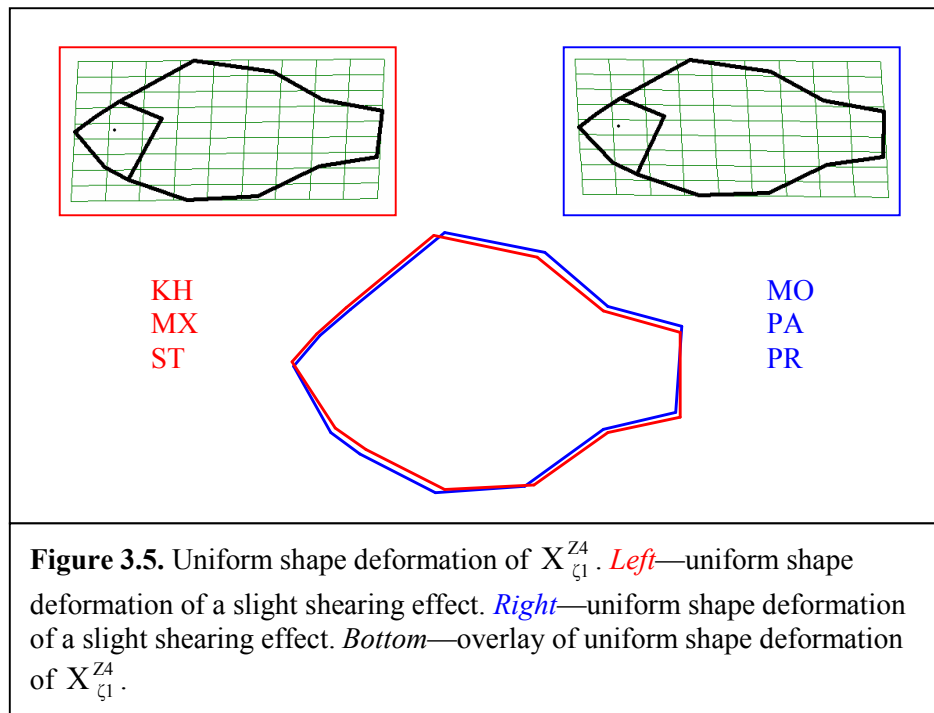 KH
MX
ST
MO
PA
PR
Figure 3.5. Uniform shape deformation of X^{Z4}_{ζ1}. Left—uniform shape
deformation of a slight shearing effect. Right—uniform shape deformation
of a slight shearing effect. Bottom—overlay of uniform shape deformation
of X^{Z4}_{ζ1}.